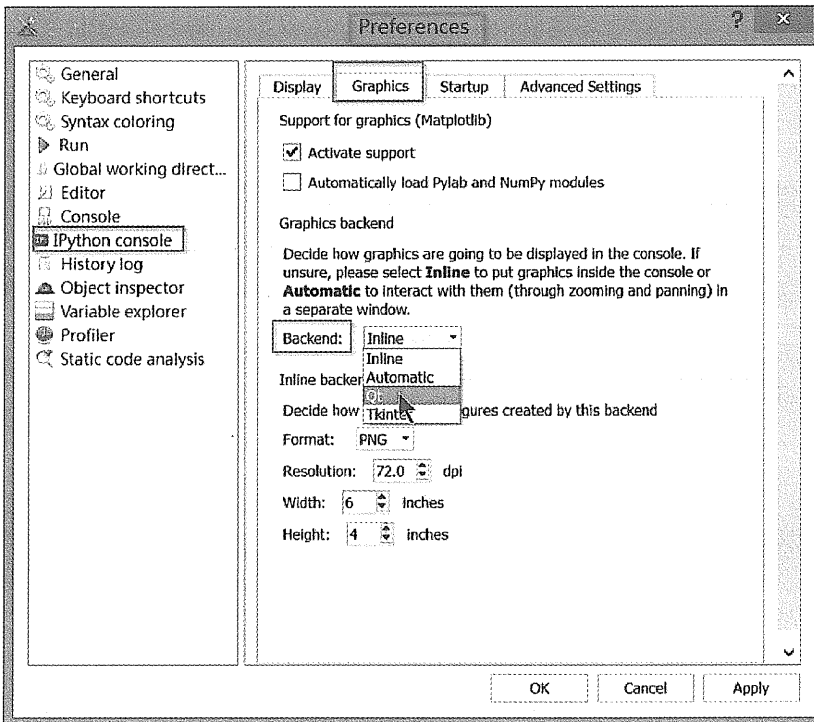 Preferences
?
General
Keyboard shortcuts
Syntax coloring
Run
Global working direct...
Editor
Console
IPython console
History log
Object inspector
Variable explorer
Profiler
Static code analysis
Display Graphics Startup Advanced Settings
Support for graphics (Matplotlib)
Activate support
Automatically load Pylab and NumPy modules
Graphics backend
Decide how graphics are going to be displayed in the console. If
unsure, please select Inline to put graphics inside the console or
Automatic to interact with them (through zooming and panning) in
a separate window.
Backend: Inline
Inline
Automatic
Qt
Inline
Decide how gures created by this backend
Format: PNG
Resolution: 72.0 dpi
Width: 6 inches
Height: 4 inches
OK Cancel Apply